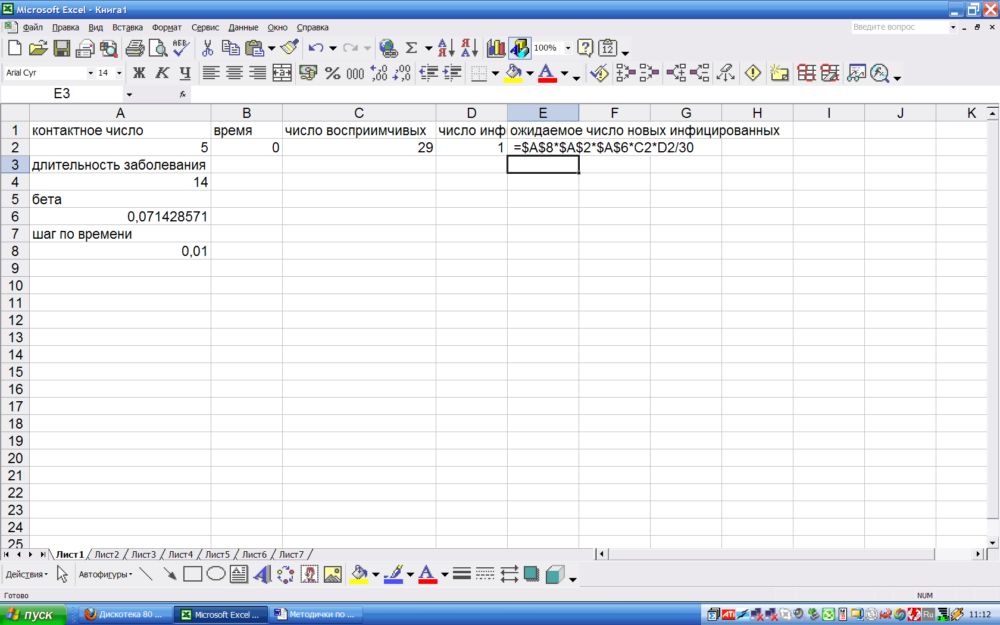 Microsoft Excel - Книга1
Файл Правка Вид Вставка Формат Сервис Данные Окно Справка Введите вопрос
100%
Arial Cyr 14 Ж К Ч % 000
E3 fx
A B C D E F G H I J K
1 контактное число время число восприимчивых число инф ожидаемое число новых инфицированных
2 5 0 29 1 =$A$8*$A$2*$A$6*C2*D2/30
3 длительность заболевания
4 14
5 бета
6 0,071428571
7 шаг по времени
8 0,01
9
10
11
12
13
14
15
16
17
18
19
20
21
22
23
24
25
Лист1 Лист2 Лист3 Лист4 Лист5 Лист6 Лист7
Действия Автофигуры
Готово NUM
пуск Дискотека 80 ... Microsoft Excel ... Методички по ... ATI Ru 11:12